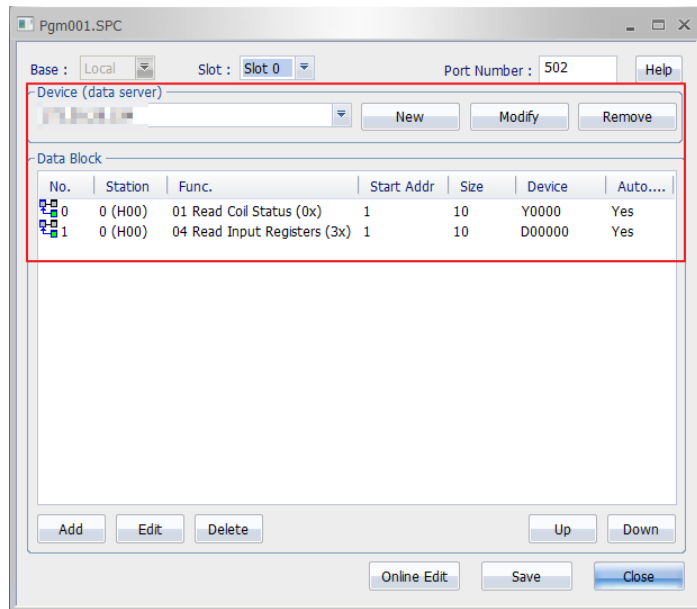 Pgm001.SPC
Base : Local Slot : Slot 0 Port Number : 502 Help
Device (data server)
New Modify Remove
Data Block
No. Station Func. Start Addr Size Device Auto....
0 0 (H00) 01 Read Coil Status (0x) 1 10 Y0000 Yes
1 0 (H00) 04 Read Input Registers (3x) 1 10 D00000 Yes
Add Edit Delete Up Down
Online Edit Save Close